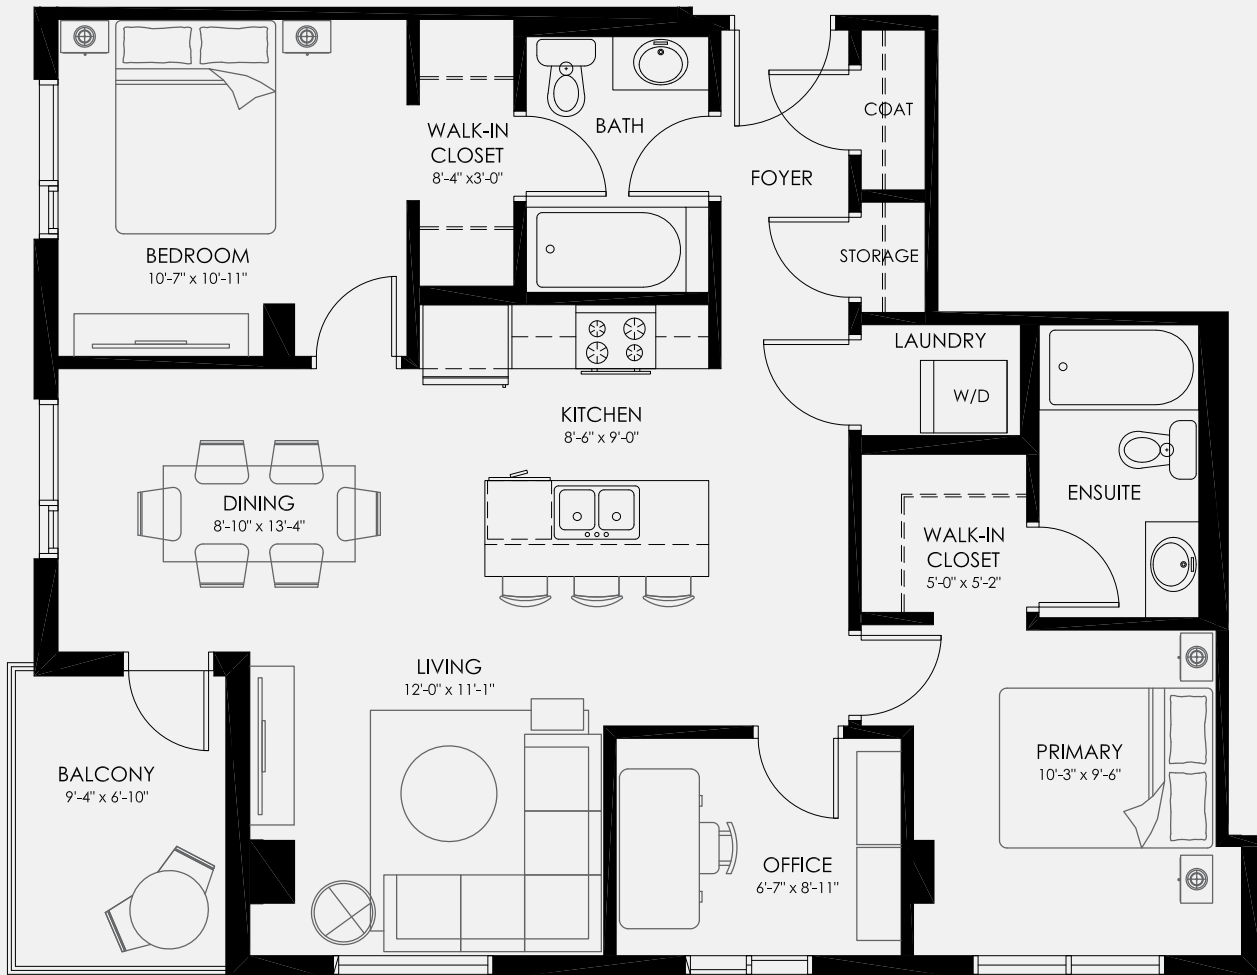 COAT
WALK-IN
CLOSET
8'-4" x3'-0"
BATH
FOYER
BEDROOM
10'-7" x 10'-11"
STORAGE
LAUNDRY
W/D
KITCHEN
8'-6" x 9'-0"
DINING
8'-10" x 13'-4"
ENSUITE
WALK-IN
CLOSET
5'-0" x 5'-2"
LIVING
12'-0" x 11'-1"
PRIMARY
10'-3" x 9'-6"
BALCONY
9'-4" x 6'-10"
OFFICE
6'-7" x 8'-11"